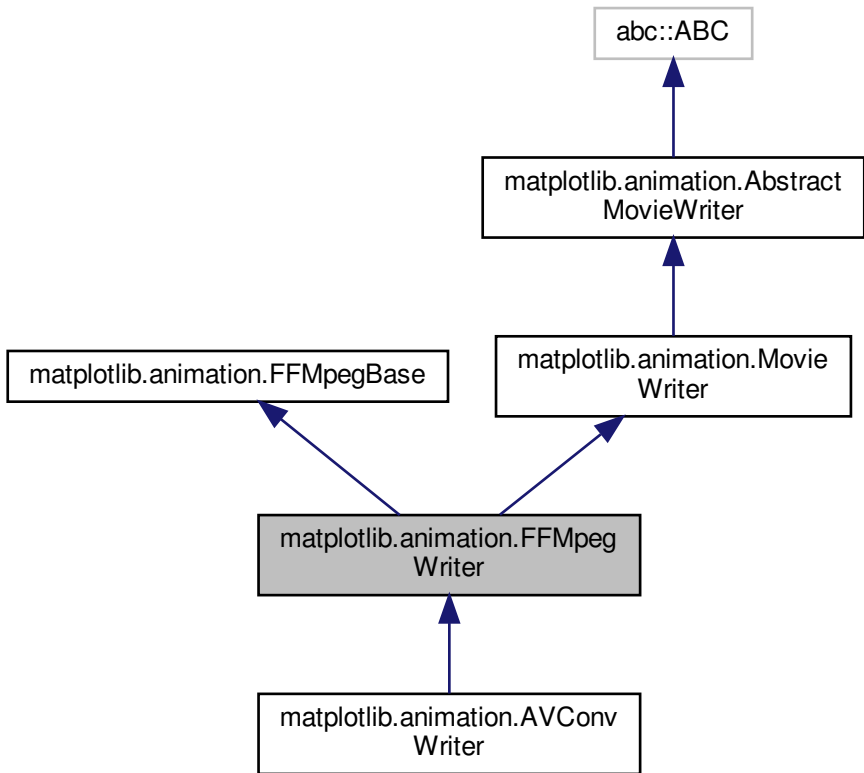 abc::ABC
matplotlib.animation.Abstract
MovieWriter
matplotlib.animation.Movie
Writer
matplotlib.animation.FFMpegBase
matplotlib.animation.FFMpeg
Writer
matplotlib.animation.AVConv
Writer